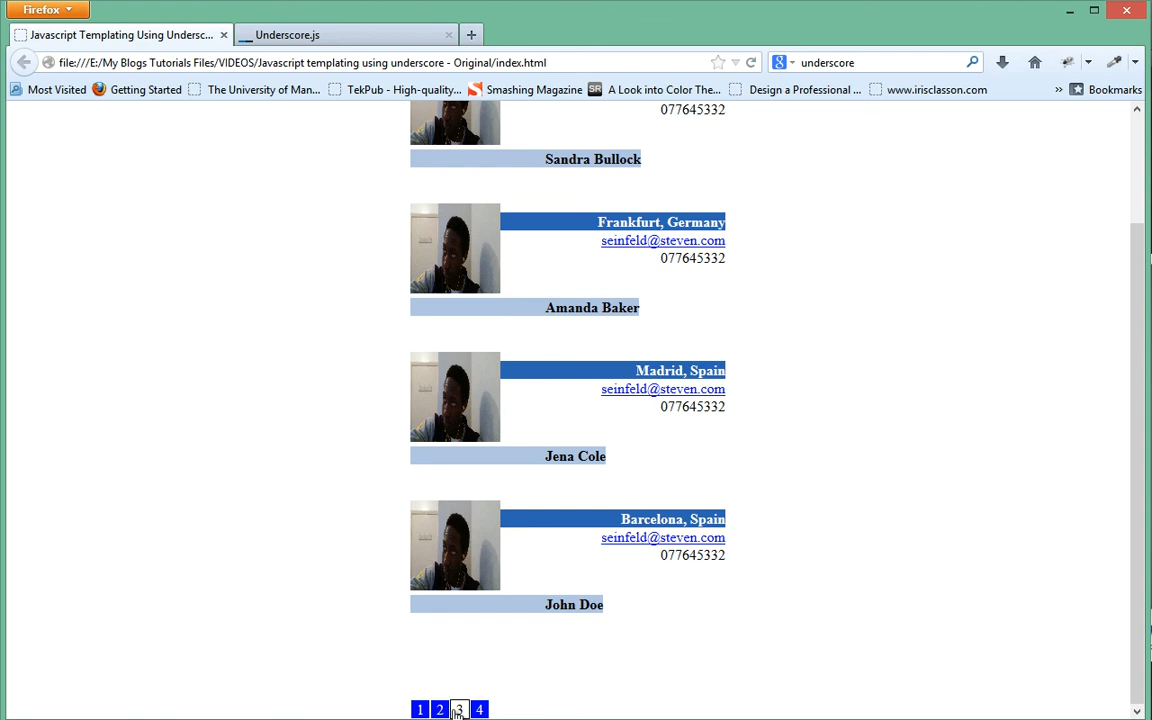 Firefox
Javascript Templating Using Undersc...
Underscore.js
file:///E:/My Blogs Tutorials Files/VIDEOS/Javascript templating using underscore - Original/index.html
underscore
Most Visited
Getting Started
The University of Man...
TekPub - High-quality,...
Smashing Magazine
SR
A Look into Color The...
Design a Professional ...
www.irisclasson.com
»
Bookmarks
077645332
Sandra Bullock
Frankfurt, Germany
seinfeld@steven.com
077645332
Amanda Baker
Madrid, Spain
seinfeld@steven.com
077645332
Jena Cole
Barcelona, Spain
seinfeld@steven.com
077645332
John Doe
1 2 3 4